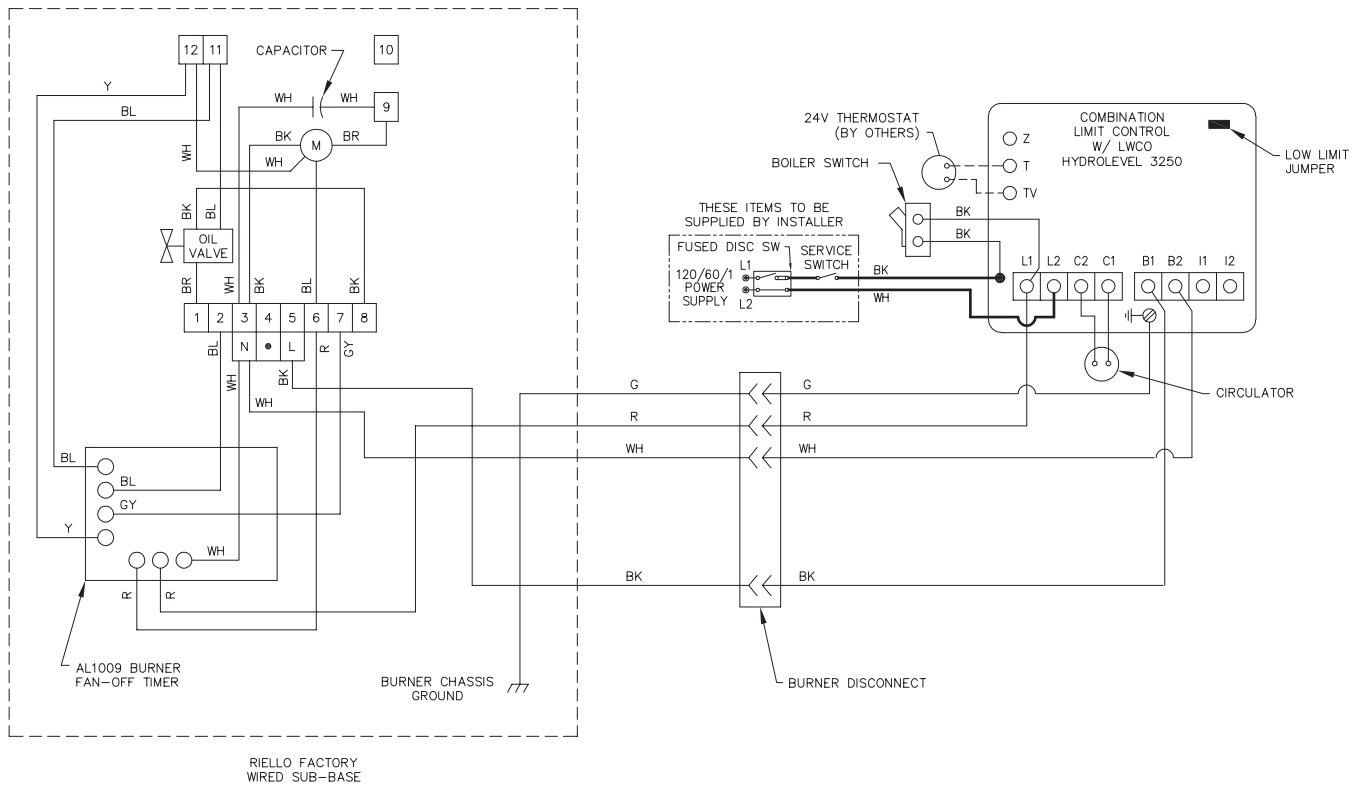 12 11
CAPACITOR
10
Y
BL
WH
WH
9
BK
M
BR
WH
WH
BK
BL
OIL
VALVE
BR
WH
BK
BL
BK
1 2 3 4 5 6 7 8
N L
BL
WH
BK
R
GY
WH
BL
BL
GY
Y
WH
R
R
AL1009 BURNER
FAN-OFF TIMER
BURNER CHASSIS
GROUND
RIELLO FACTORY
WIRED SUB-BASE
24V THERMOSTAT
(BY OTHERS)
BOILER SWITCH
THESE ITEMS TO BE
SUPPLIED BY INSTALLER
FUSED DISC SW
SERVICE
SWITCH
L1
120/60/1
POWER
SUPPLY
L2
BK
WH
BK
BK
COMBINATION
LIMIT CONTROL
W/ LWCO
HYDROLEVEL 3250
Z
T
TV
LOW LIMIT
JUMPER
L1 L2 C2 C1 B1 B2 I1 I2
CIRCULATOR
G G
R R
WH WH
BK BK
BURNER DISCONNECT